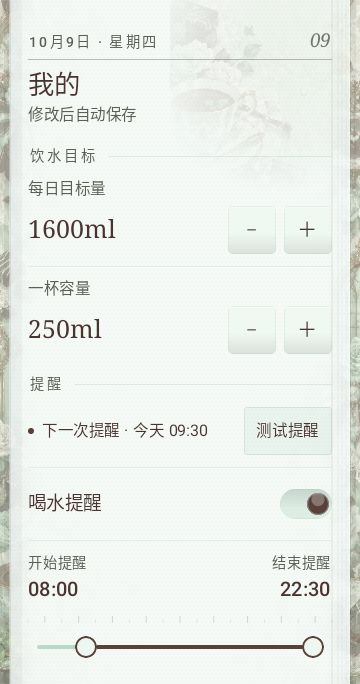 10月9日 · 星期四
09
我的
修改后自动保存
饮水目标
每日目标量
1600ml
-
+
一杯容量
250ml
-
+
提醒
• 下一次提醒 · 今天 09:30
测试提醒
喝水提醒
开始提醒 结束提醒
08:00 22:30